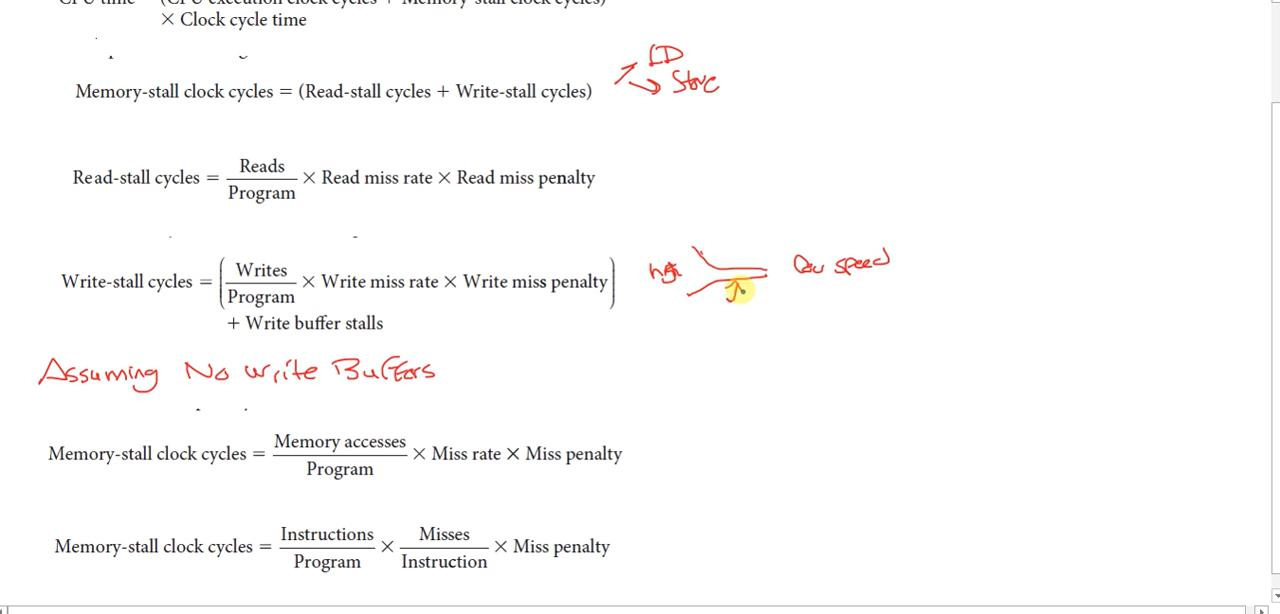 × Clock cycle time
LD
Memory-stall clock cycles = (Read-stall cycles + Write-stall cycles)
Store
Read-stall cycles = Reads / Program × Read miss rate × Read miss penalty
Write-stall cycles = ( Writes / Program × Write miss rate × Write miss penalty )
+ Write buffer stalls
high
low speed
Assuming No write Buffers
Memory-stall clock cycles = Memory accesses / Program × Miss rate × Miss penalty
Memory-stall clock cycles = Instructions / Program × Misses / Instruction × Miss penalty